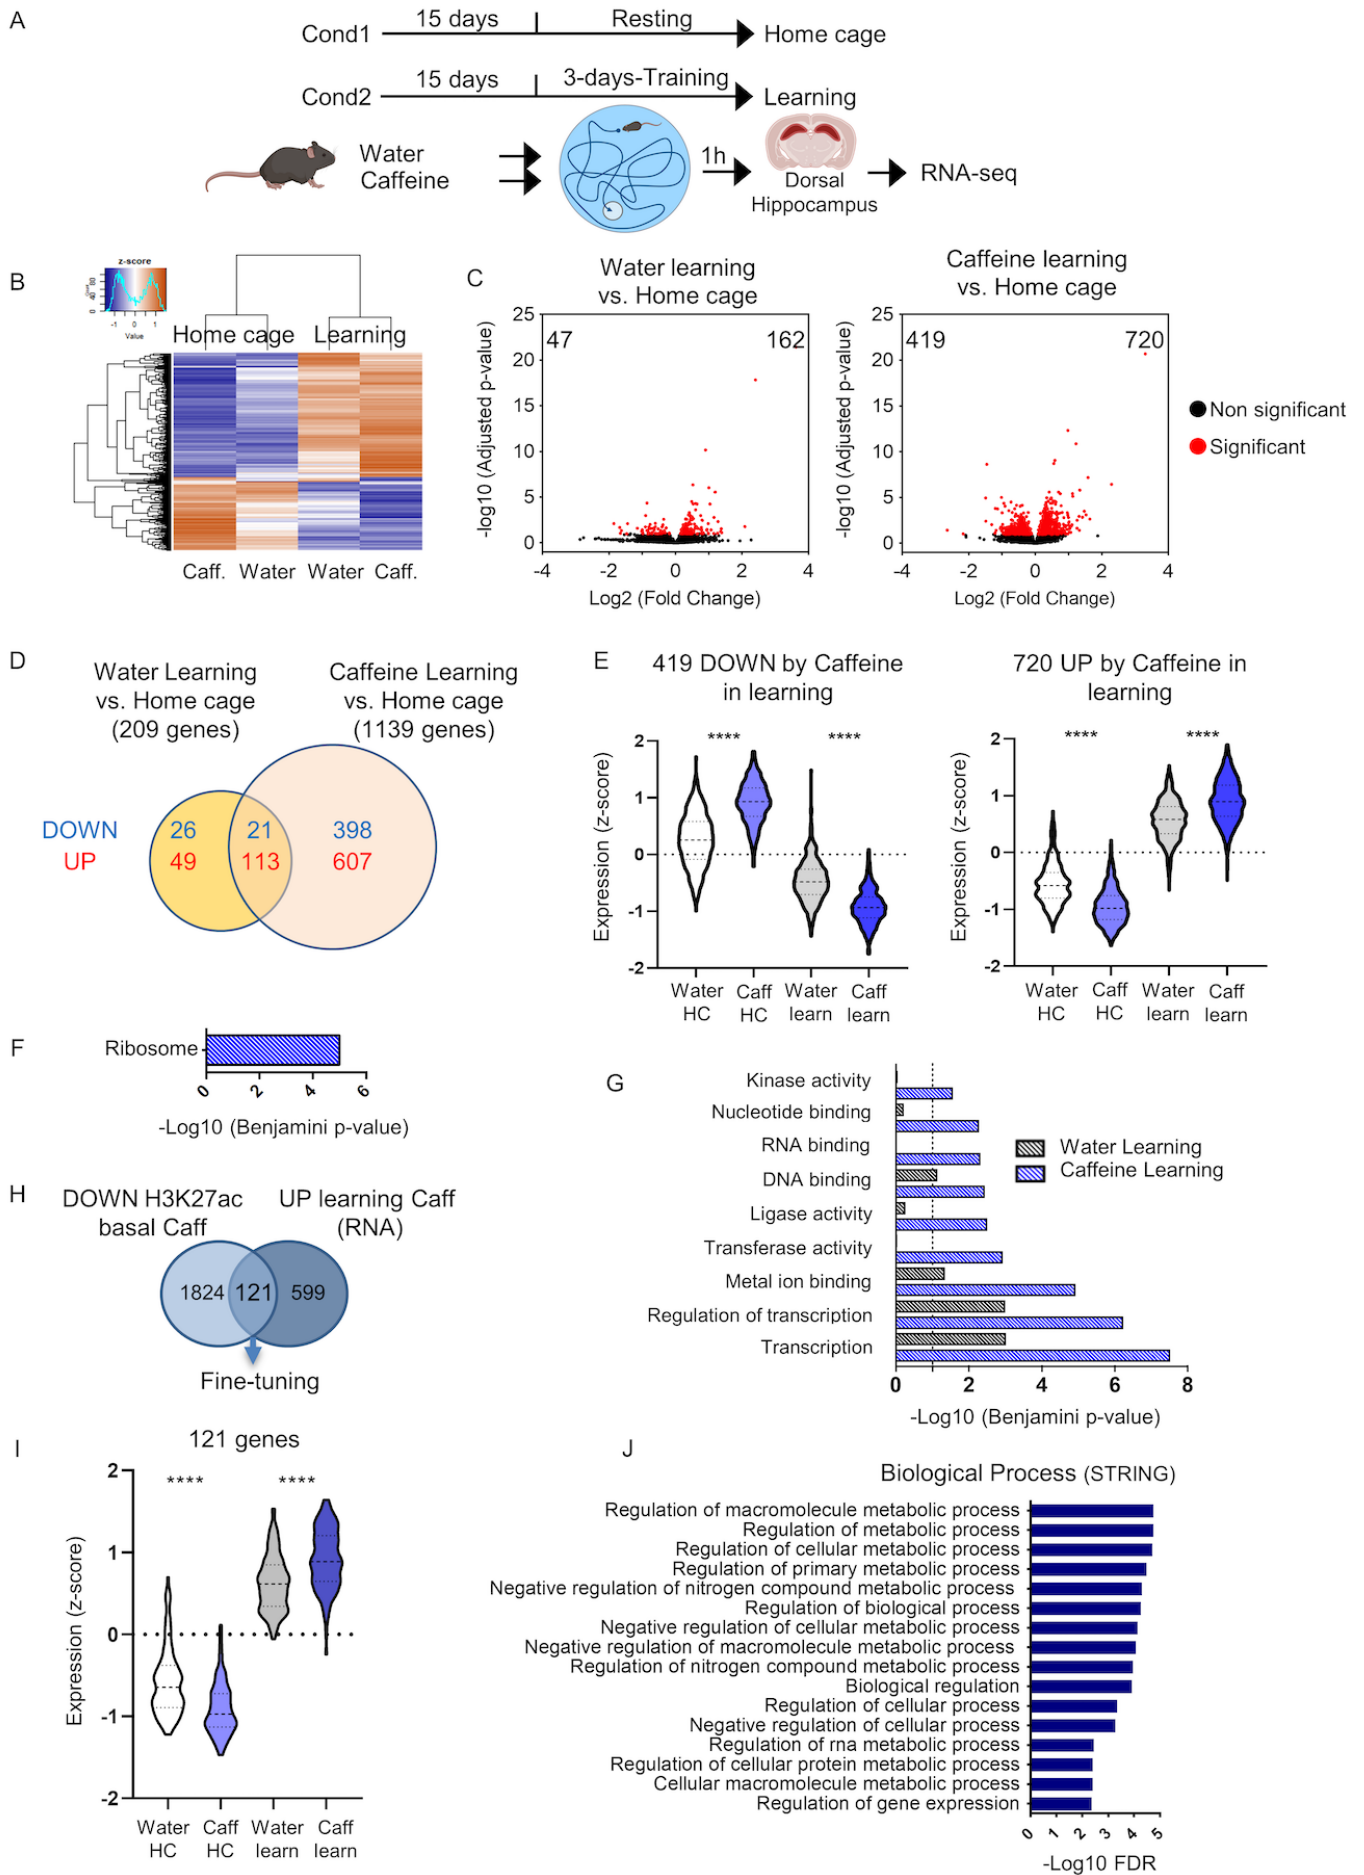 A
Cond1
15 days
Resting
Home cage
Cond2
15 days
3-days-Training
Learning
Water
Caffeine
1h
Dorsal
Hippocampus
RNA-seq
B
z-score
0 40 80
-1 0 1
Value
Home cage
Learning
Caff.
Water
Water
Caff.
C
Water learning
vs. Home cage
47
162
-log10 (Adjusted p-value)
25
20
15
10
5
0
-4 -2 0 2 4
Log2 (Fold Change)
Caffeine learning
vs. Home cage
419
720
-log10 (Adjusted p-value)
25
20
15
10
5
0
-4 -2 0 2 4
Log2 (Fold Change)
Non significant
Significant
D
Water Learning
vs. Home cage
(209 genes)
Caffeine Learning
vs. Home cage
(1139 genes)
DOWN 26 21 398
UP 49 113 607
E
419 DOWN by Caffeine
in learning
**** ****
Expression (z-score)
2
1
0
-1
-2
Water
HC
Caff
HC
Water
learn
Caff
learn
720 UP by Caffeine in
learning
**** ****
Expression (z-score)
2
1
0
-1
-2
Water
HC
Caff
HC
Water
learn
Caff
learn
F
Ribosome
0 2 4 6
-Log10 (Benjamini p-value)
G
Kinase activity
Nucleotide binding
RNA binding
DNA binding
Ligase activity
Transferase activity
Metal ion binding
Regulation of transcription
Transcription
Water Learning
Caffeine Learning
0 2 4 6 8
-Log10 (Benjamini p-value)
H
DOWN H3K27ac
basal Caff
UP learning Caff
(RNA)
1824 121 599
Fine-tuning
I
121 genes
**** ****
Expression (z-score)
2
1
0
-1
-2
Water
HC
Caff
HC
Water
learn
Caff
learn
J
Biological Process (STRING)
Regulation of macromolecule metabolic process
Regulation of metabolic process
Regulation of cellular metabolic process
Regulation of primary metabolic process
Negative regulation of nitrogen compound metabolic process
Regulation of biological process
Negative regulation of cellular metabolic process
Negative regulation of macromolecule metabolic process
Regulation of nitrogen compound metabolic process
Biological regulation
Regulation of cellular process
Negative regulation of cellular process
Regulation of rna metabolic process
Regulation of cellular protein metabolic process
Cellular macromolecule metabolic process
Regulation of gene expression
0 1 2 3 4 5
-Log10 FDR